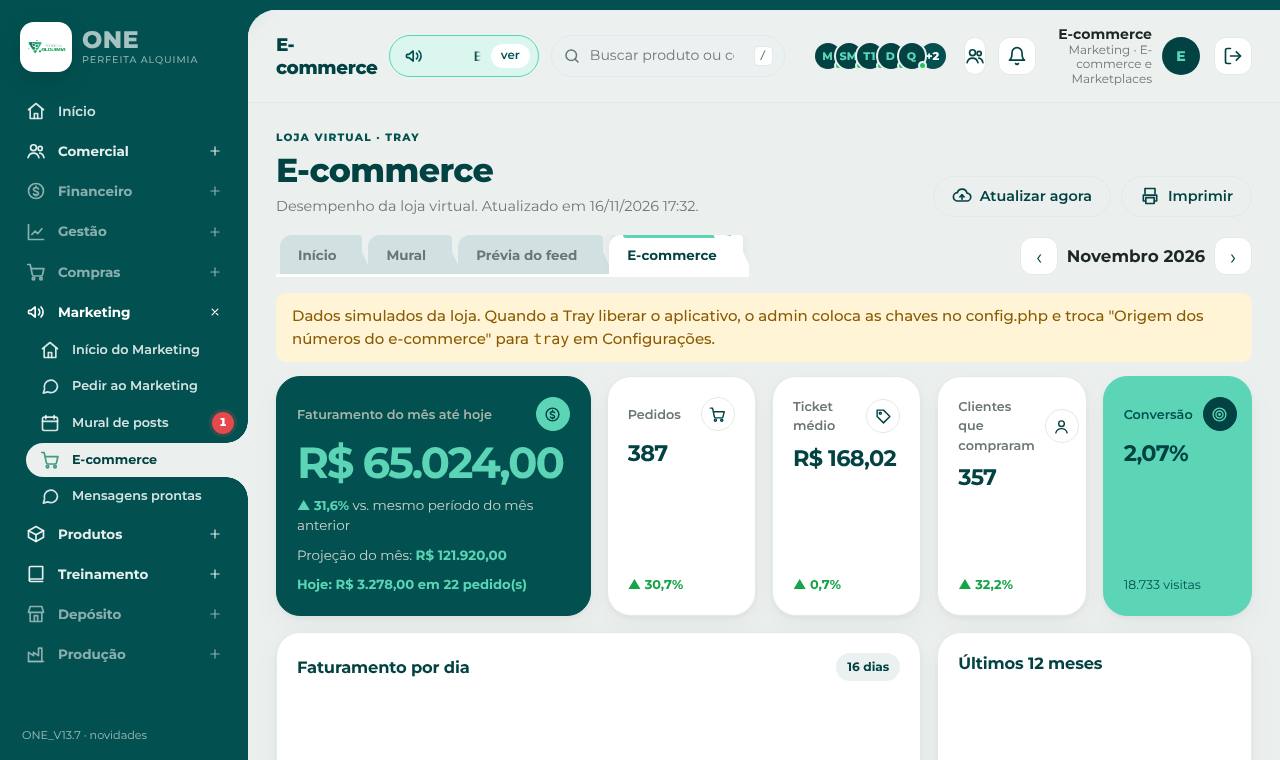 ONE
PERFEITA ALQUIMIA
Início
Comercial +
Financeiro +
Gestão +
Compras +
Marketing ×
Início do Marketing
Pedir ao Marketing
Mural de posts 1
E-commerce
Mensagens prontas
Produtos +
Treinamento +
Depósito +
Produção +
ONE_V13.7 · novidades
E-
commerce
ver
Buscar produto ou /
SM D Q +2
E-commerce
Marketing · E-
commerce e
Marketplaces
E
LOJA VIRTUAL · TRAY
E-commerce
Desempenho da loja virtual. Atualizado em 16/11/2026 17:32.
Atualizar agora
Imprimir
Início Mural Prévia do feed E-commerce
‹ Novembro 2026 ›
Dados simulados da loja. Quando a Tray liberar o aplicativo, o admin coloca as chaves no config.php e troca "Origem dos
números do e-commerce" para tray em Configurações.
Faturamento do mês até hoje
R$ 65.024,00
▲ 31,6% vs. mesmo período do mês
anterior
Projeção do mês: R$ 121.920,00
Hoje: R$ 3.278,00 em 22 pedido(s)
Pedidos
387
▲ 30,7%
Ticket
médio
R$ 168,02
▲ 0,7%
Clientes
que
compraram
357
▲ 32,2%
Conversão
2,07%
18.733 visitas
Faturamento por dia
16 dias
Últimos 12 meses